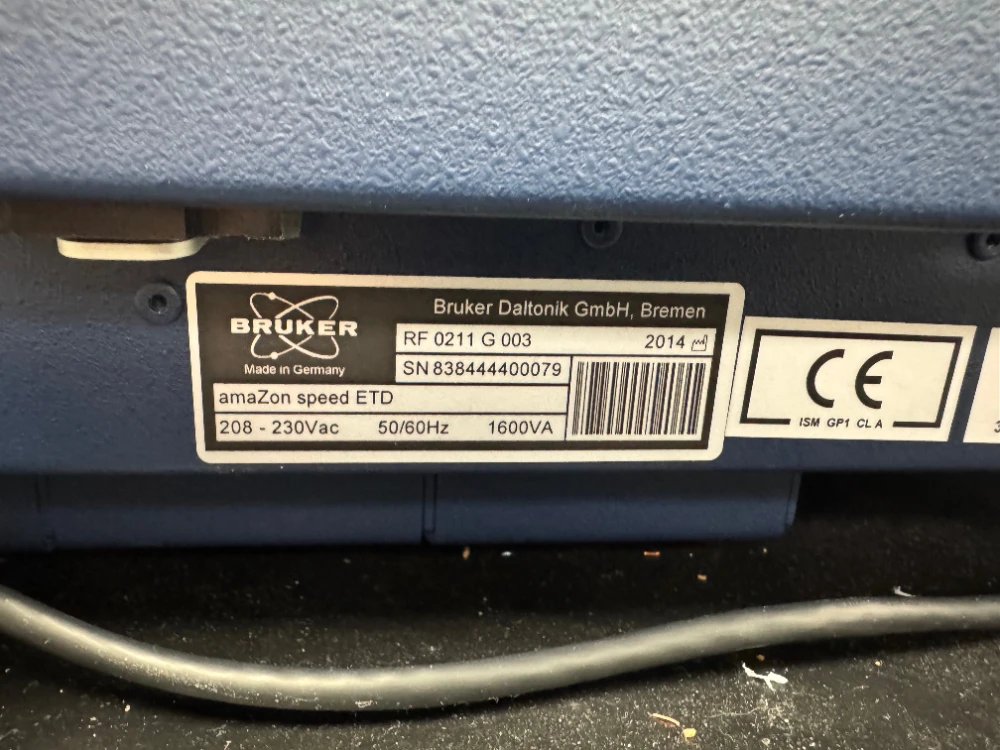 Bruker Daltonik GmbH, Bremen
BRUKER
Made in Germany
RF 0211 G 003 2014
SN 838444400079
amaZon speed ETD
208 - 230Vac 50/60Hz 1600VA
CE
ISM GP1 CL A
3